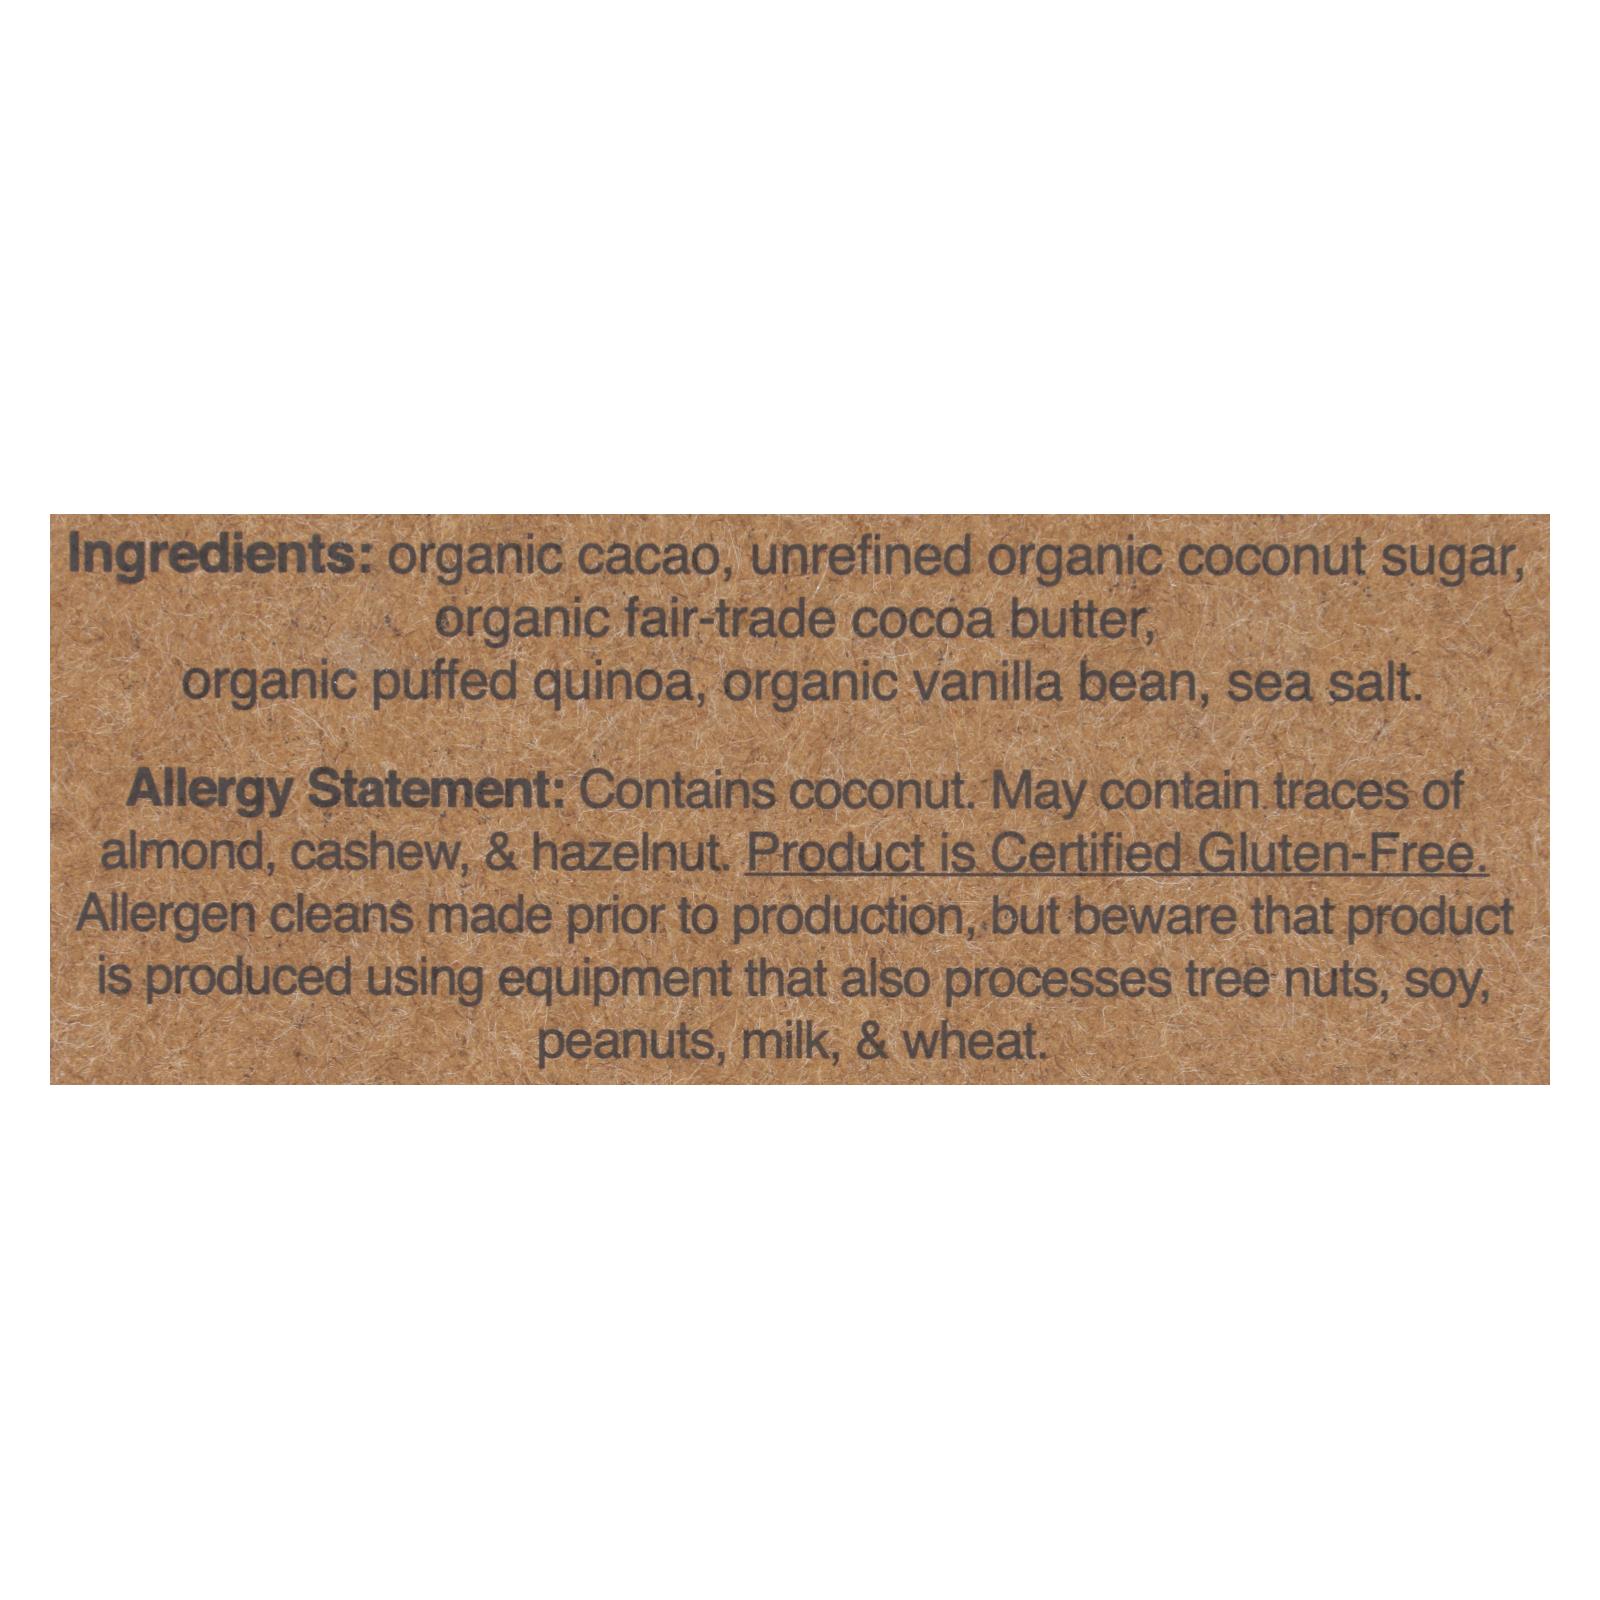 Ingredients: organic cacao, unrefined organic coconut sugar,
organic fair-trade cocoa butter,
organic puffed quinoa, organic vanilla bean, sea salt.
Allergy Statement: Contains coconut. May contain traces of
almond, cashew, & hazelnut. Product is Certified Gluten-Free.
Allergen cleans made prior to production, but beware that product
is produced using equipment that also processes tree nuts, soy,
peanuts, milk, & wheat.